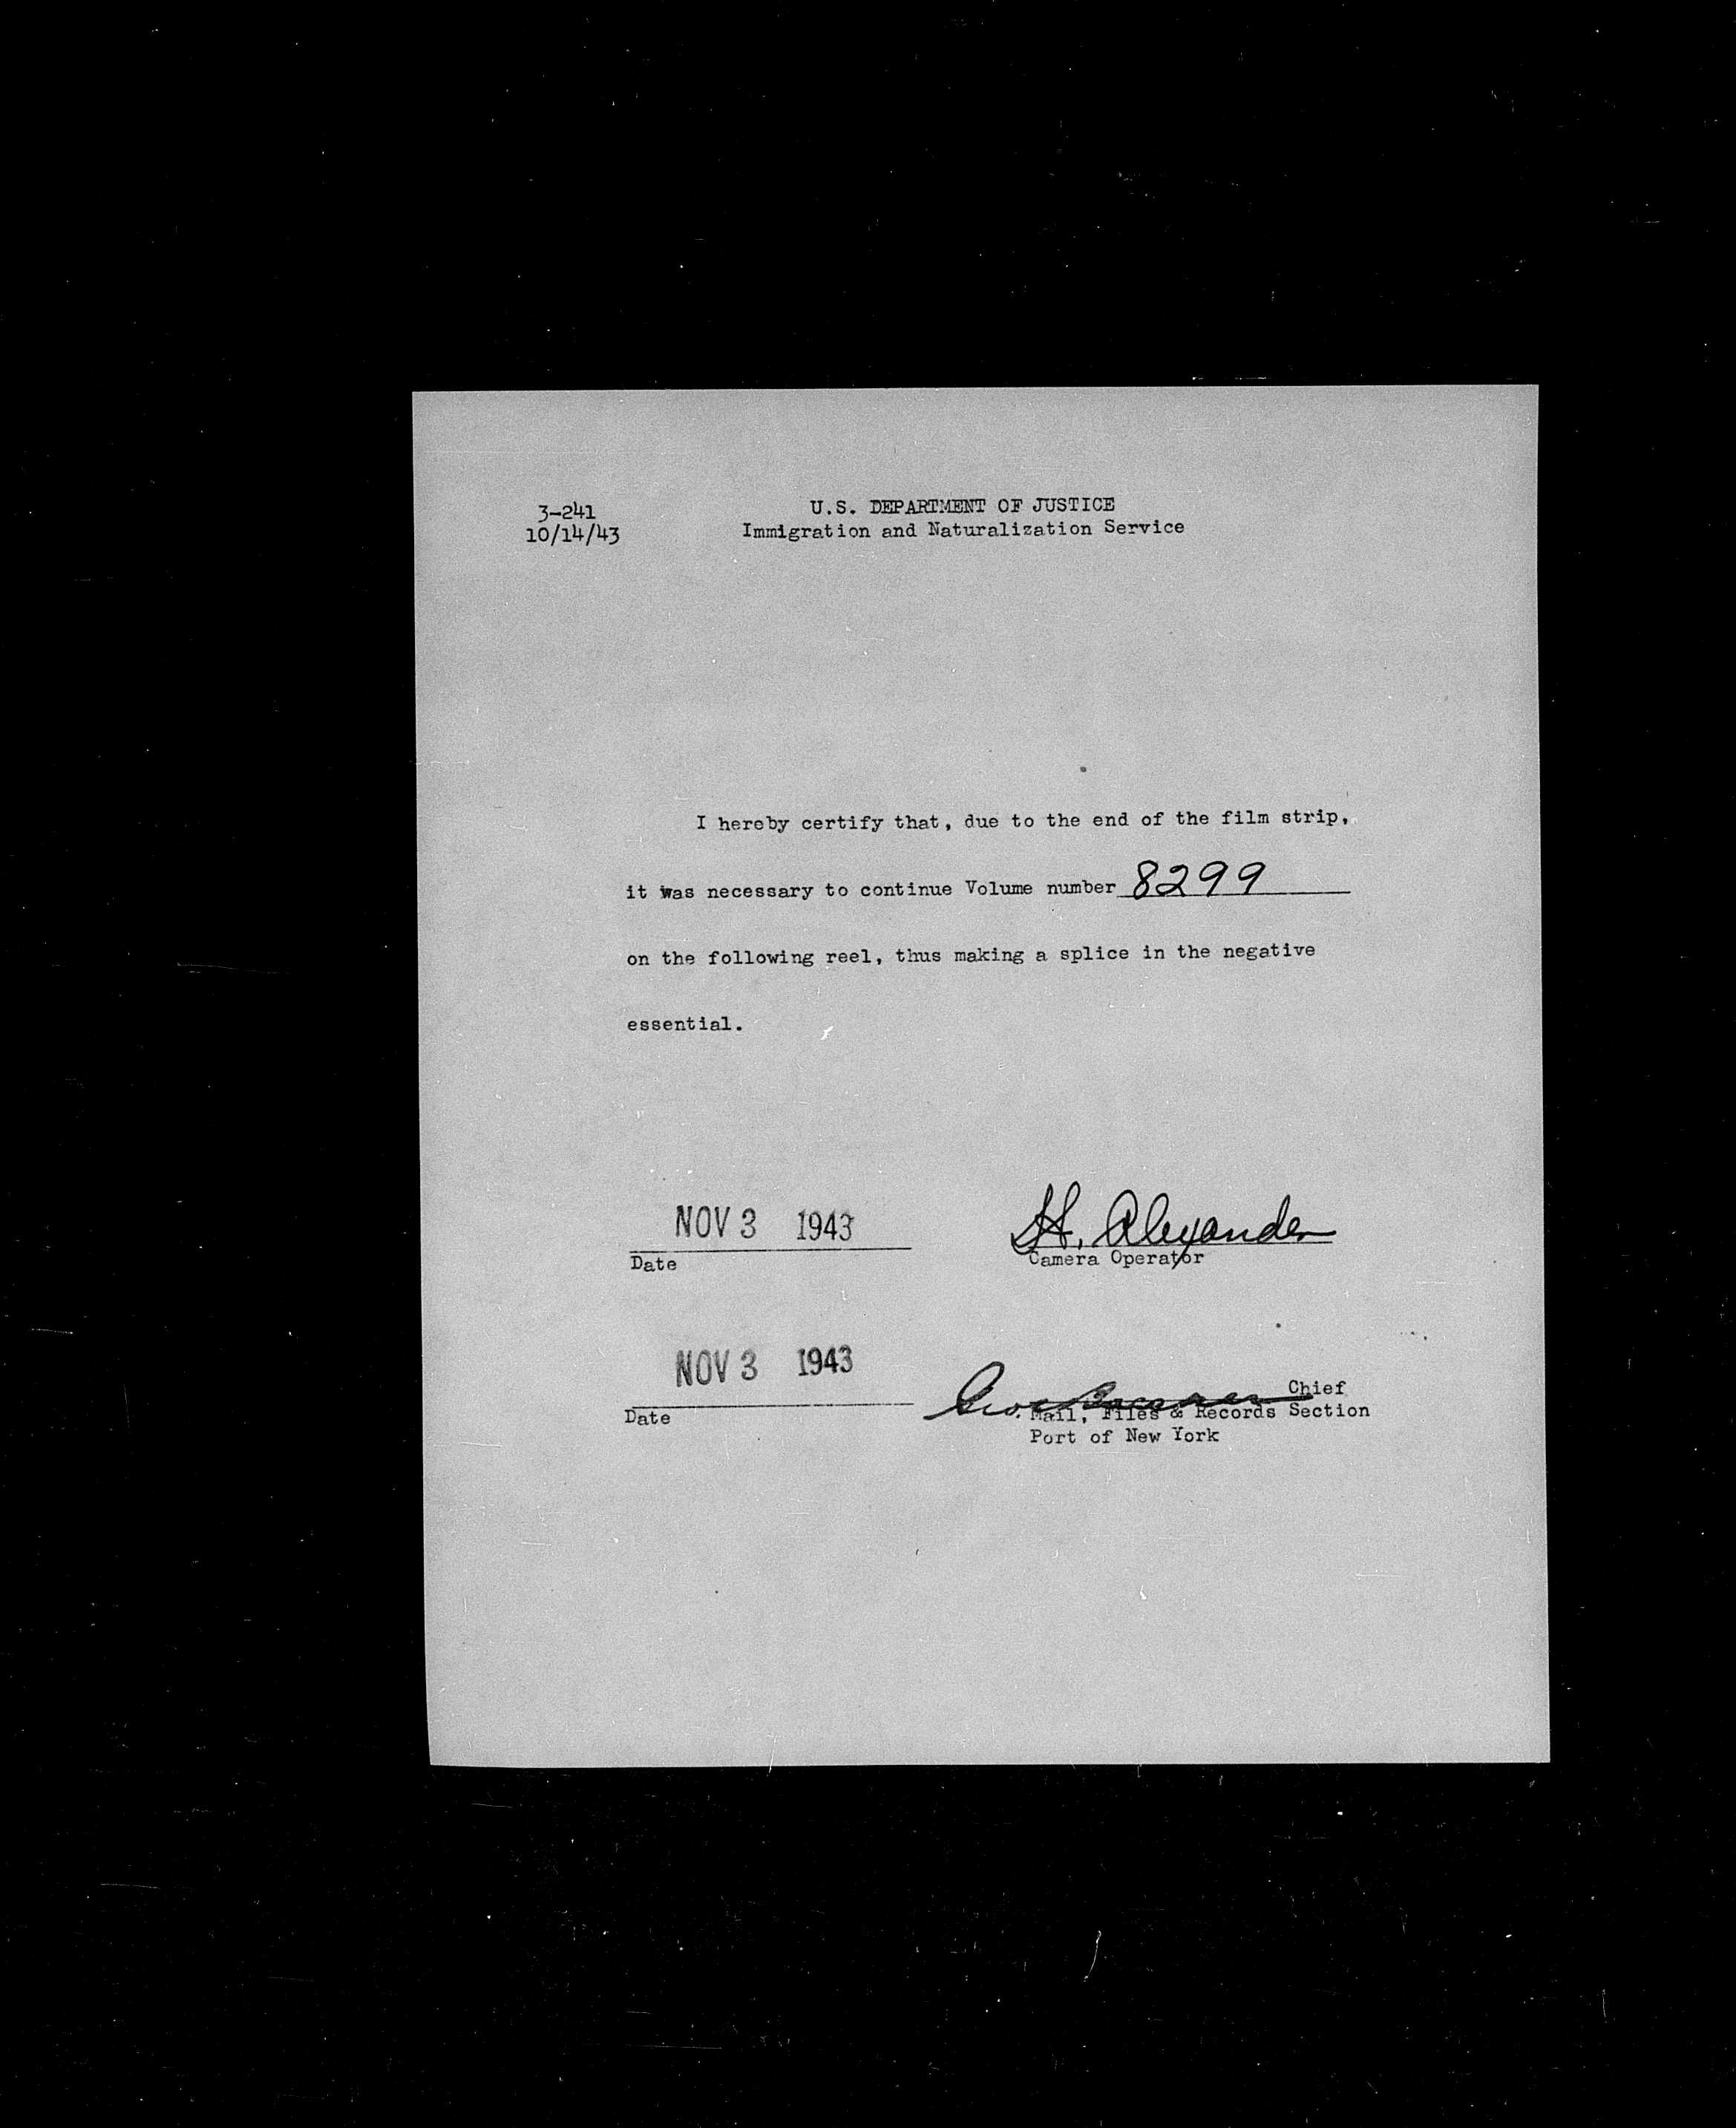 3-241
10/14/43
U.S. DEPARTMENT OF JUSTICE
Immigration and Naturalization Service
I hereby certify that, due to the end of the film strip,
it was necessary to continue Volume number 8299
on the following reel, thus making a splice in the negative
essential.
NOV 3 1943
Date
H. Alexander
Camera Operator
NOV 3 1943
Date
Geo
Chief
Mail, Files & Records Section
Port of New York